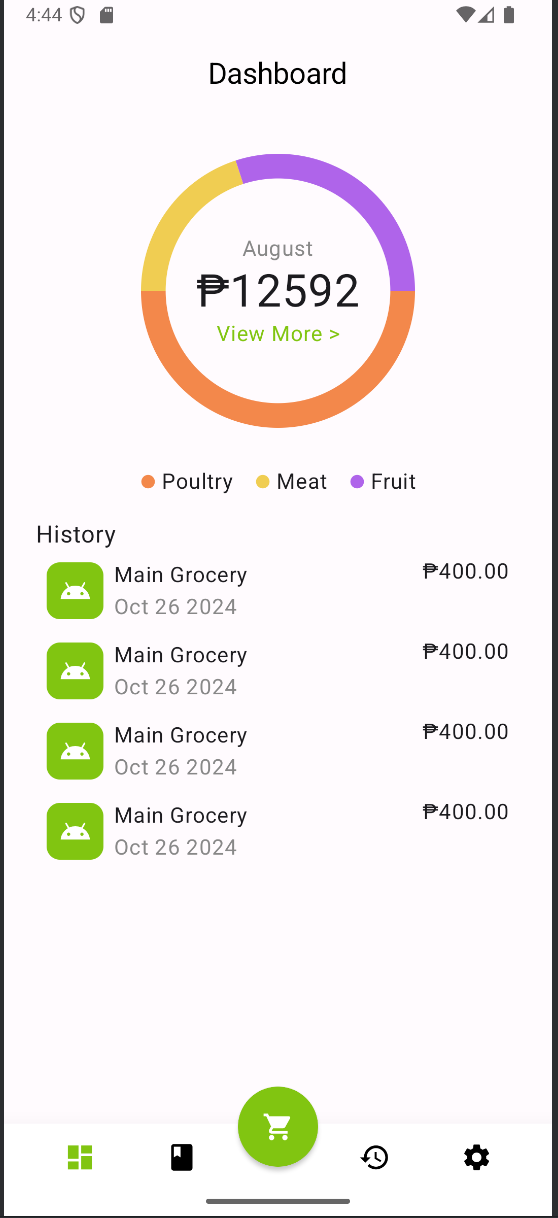 4:44
Dashboard
August
₱12592
View More >
Poultry Meat Fruit
History
Main Grocery ₱400.00
Oct 26 2024
Main Grocery ₱400.00
Oct 26 2024
Main Grocery ₱400.00
Oct 26 2024
Main Grocery ₱400.00
Oct 26 2024